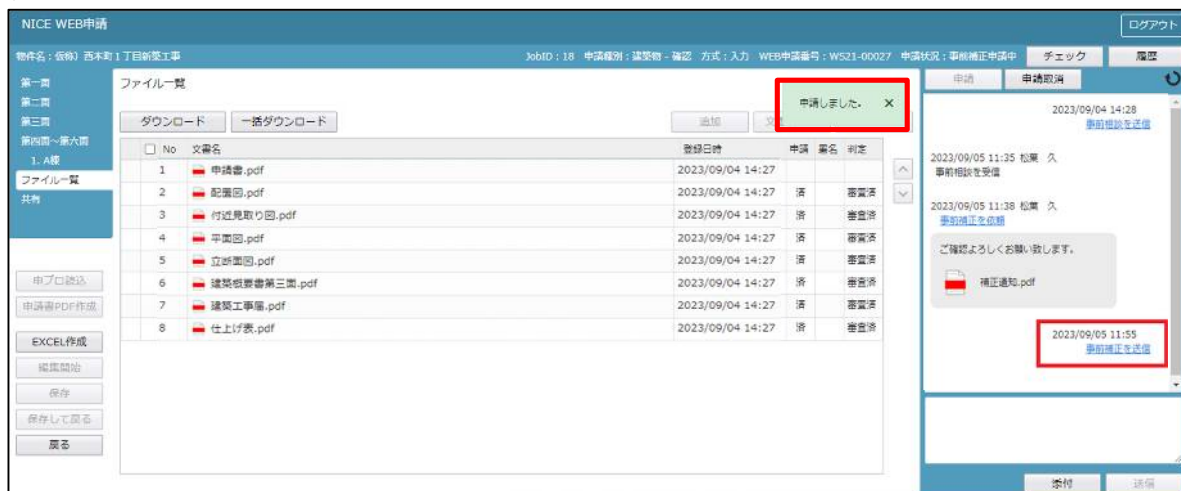 NICE WEB申請
ログアウト
物件名：仮称）西本町１丁目新築工事 JobID：18 申請種別：建築物 - 確認 方式：入力 WEB申請番号：WS21-00027 申請状況：事前補正申請中 チェック 履歴
第一面
第二面
第三面
第四面～第六面
1. A棟
ファイル一覧
共有
申プロ読込
申請書PDF作成
EXCEL作成
編集開始
保存
保存して戻る
戻る
ファイル一覧
申請しました。 ×
ダウンロード 一括ダウンロード 追加 文
No 文書名 登録日時 申請 署名 判定
1 申請書.pdf 2023/09/04 14:27
2 配置図.pdf 2023/09/04 14:27 済 審査済
3 付近見取り図.pdf 2023/09/04 14:27 済 審査済
4 平面図.pdf 2023/09/04 14:27 済 審査済
5 立断面図.pdf 2023/09/04 14:27 済 審査済
6 建築概要書第三面.pdf 2023/09/04 14:27 済 審査済
7 建築工事届.pdf 2023/09/04 14:27 済 審査済
8 仕上げ表.pdf 2023/09/04 14:27 済 審査済
申請 申請取消
2023/09/04 14:28
事前相談を送信
2023/09/05 11:35 松葉 久
事前相談を受信
2023/09/05 11:38 松葉 久
事前補正を依頼
ご確認よろしくお願い致します。
補正通知.pdf
2023/09/05 11:55
事前補正を送信
添付 送信